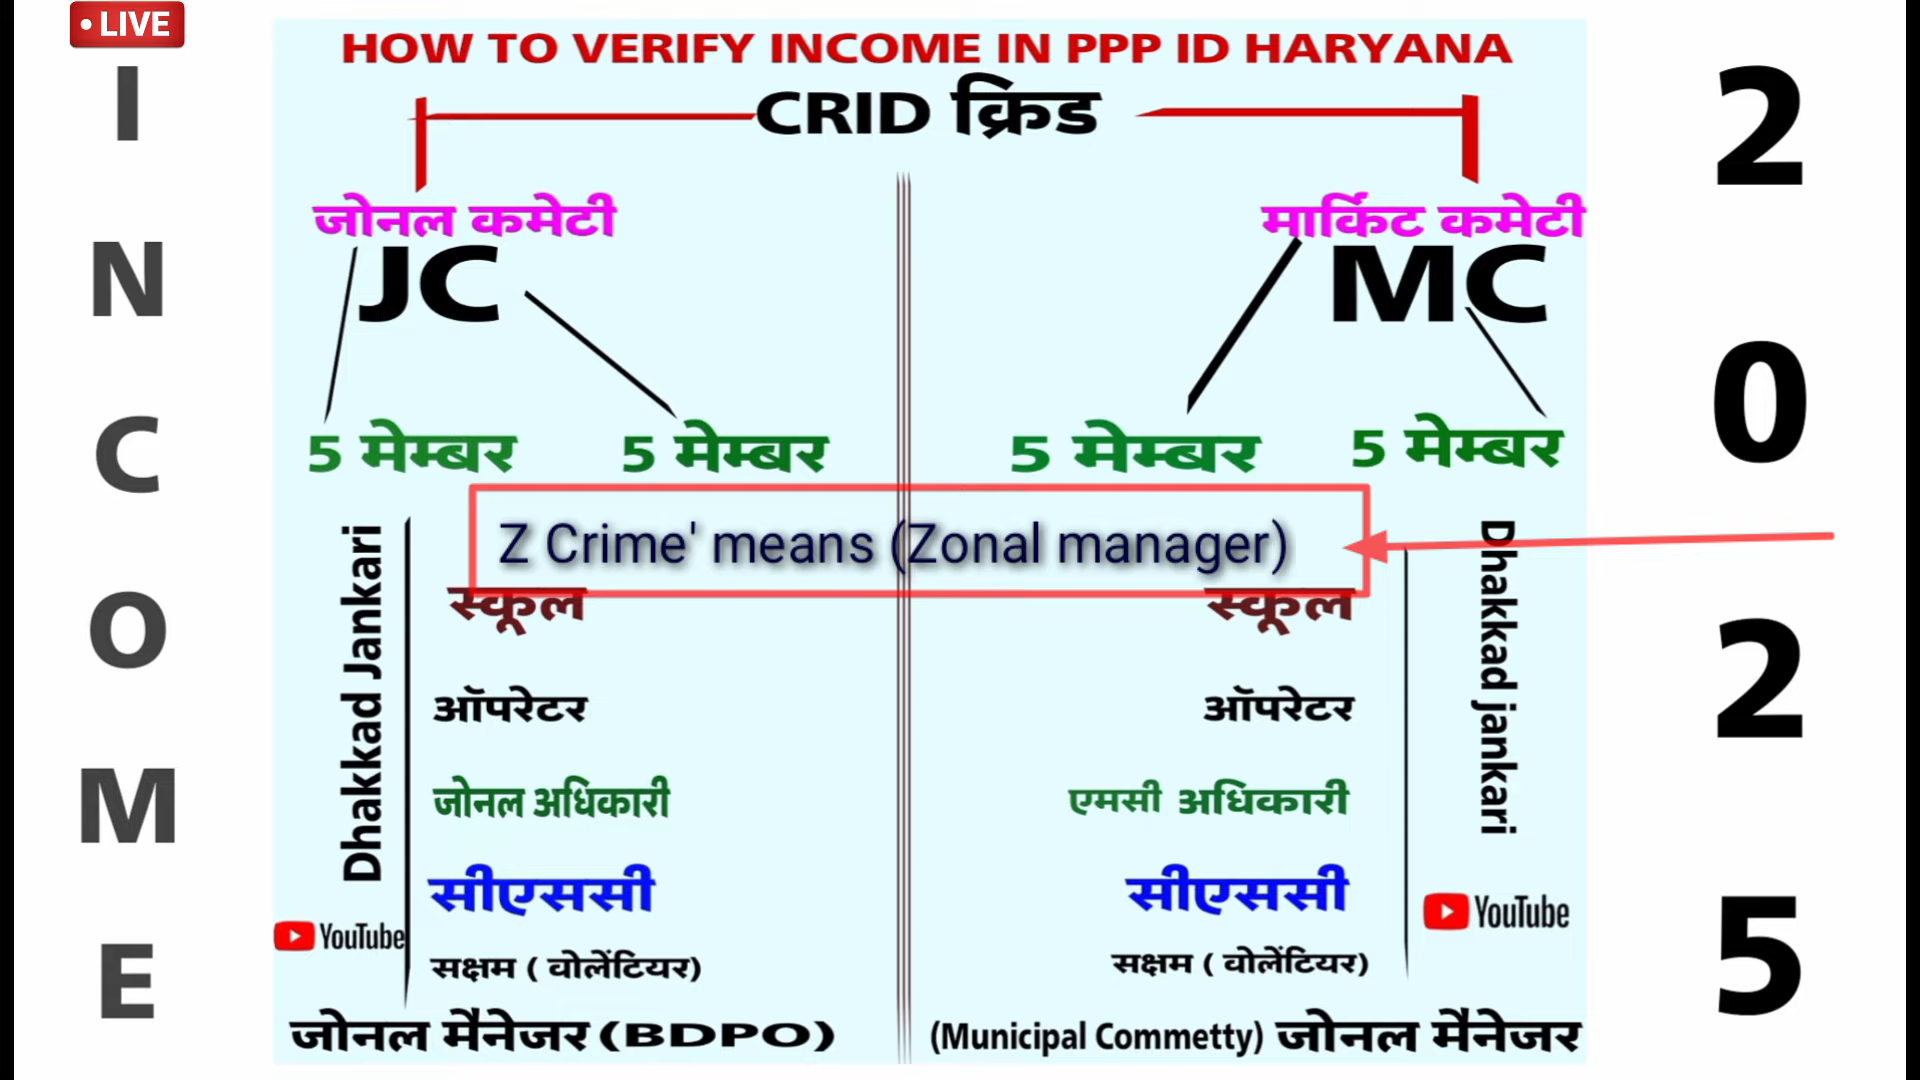 • LIVE
HOW TO VERIFY INCOME IN PPP ID HARYANA
CRID क्रिड
जोनल कमेटी
JC
मार्किट कमेटी
MC
5 मेम्बर
5 मेम्बर
5 मेम्बर
5 मेम्बर
Z Crime' means (Zonal manager)
स्कूल
स्कूल
ऑपरेटर
ऑपरेटर
जोनल अधिकारी
एमसी अधिकारी
सीएससी
सीएससी
सक्षम ( वोलेंटियर)
सक्षम ( वोलेंटियर)
जोनल मैनेजर (BDPO)
(Municipal Commetty) जोनल मैनेजर
Dhakkad Jankari
YouTube
Dhakkad jankari
YouTube
INCOME
2025